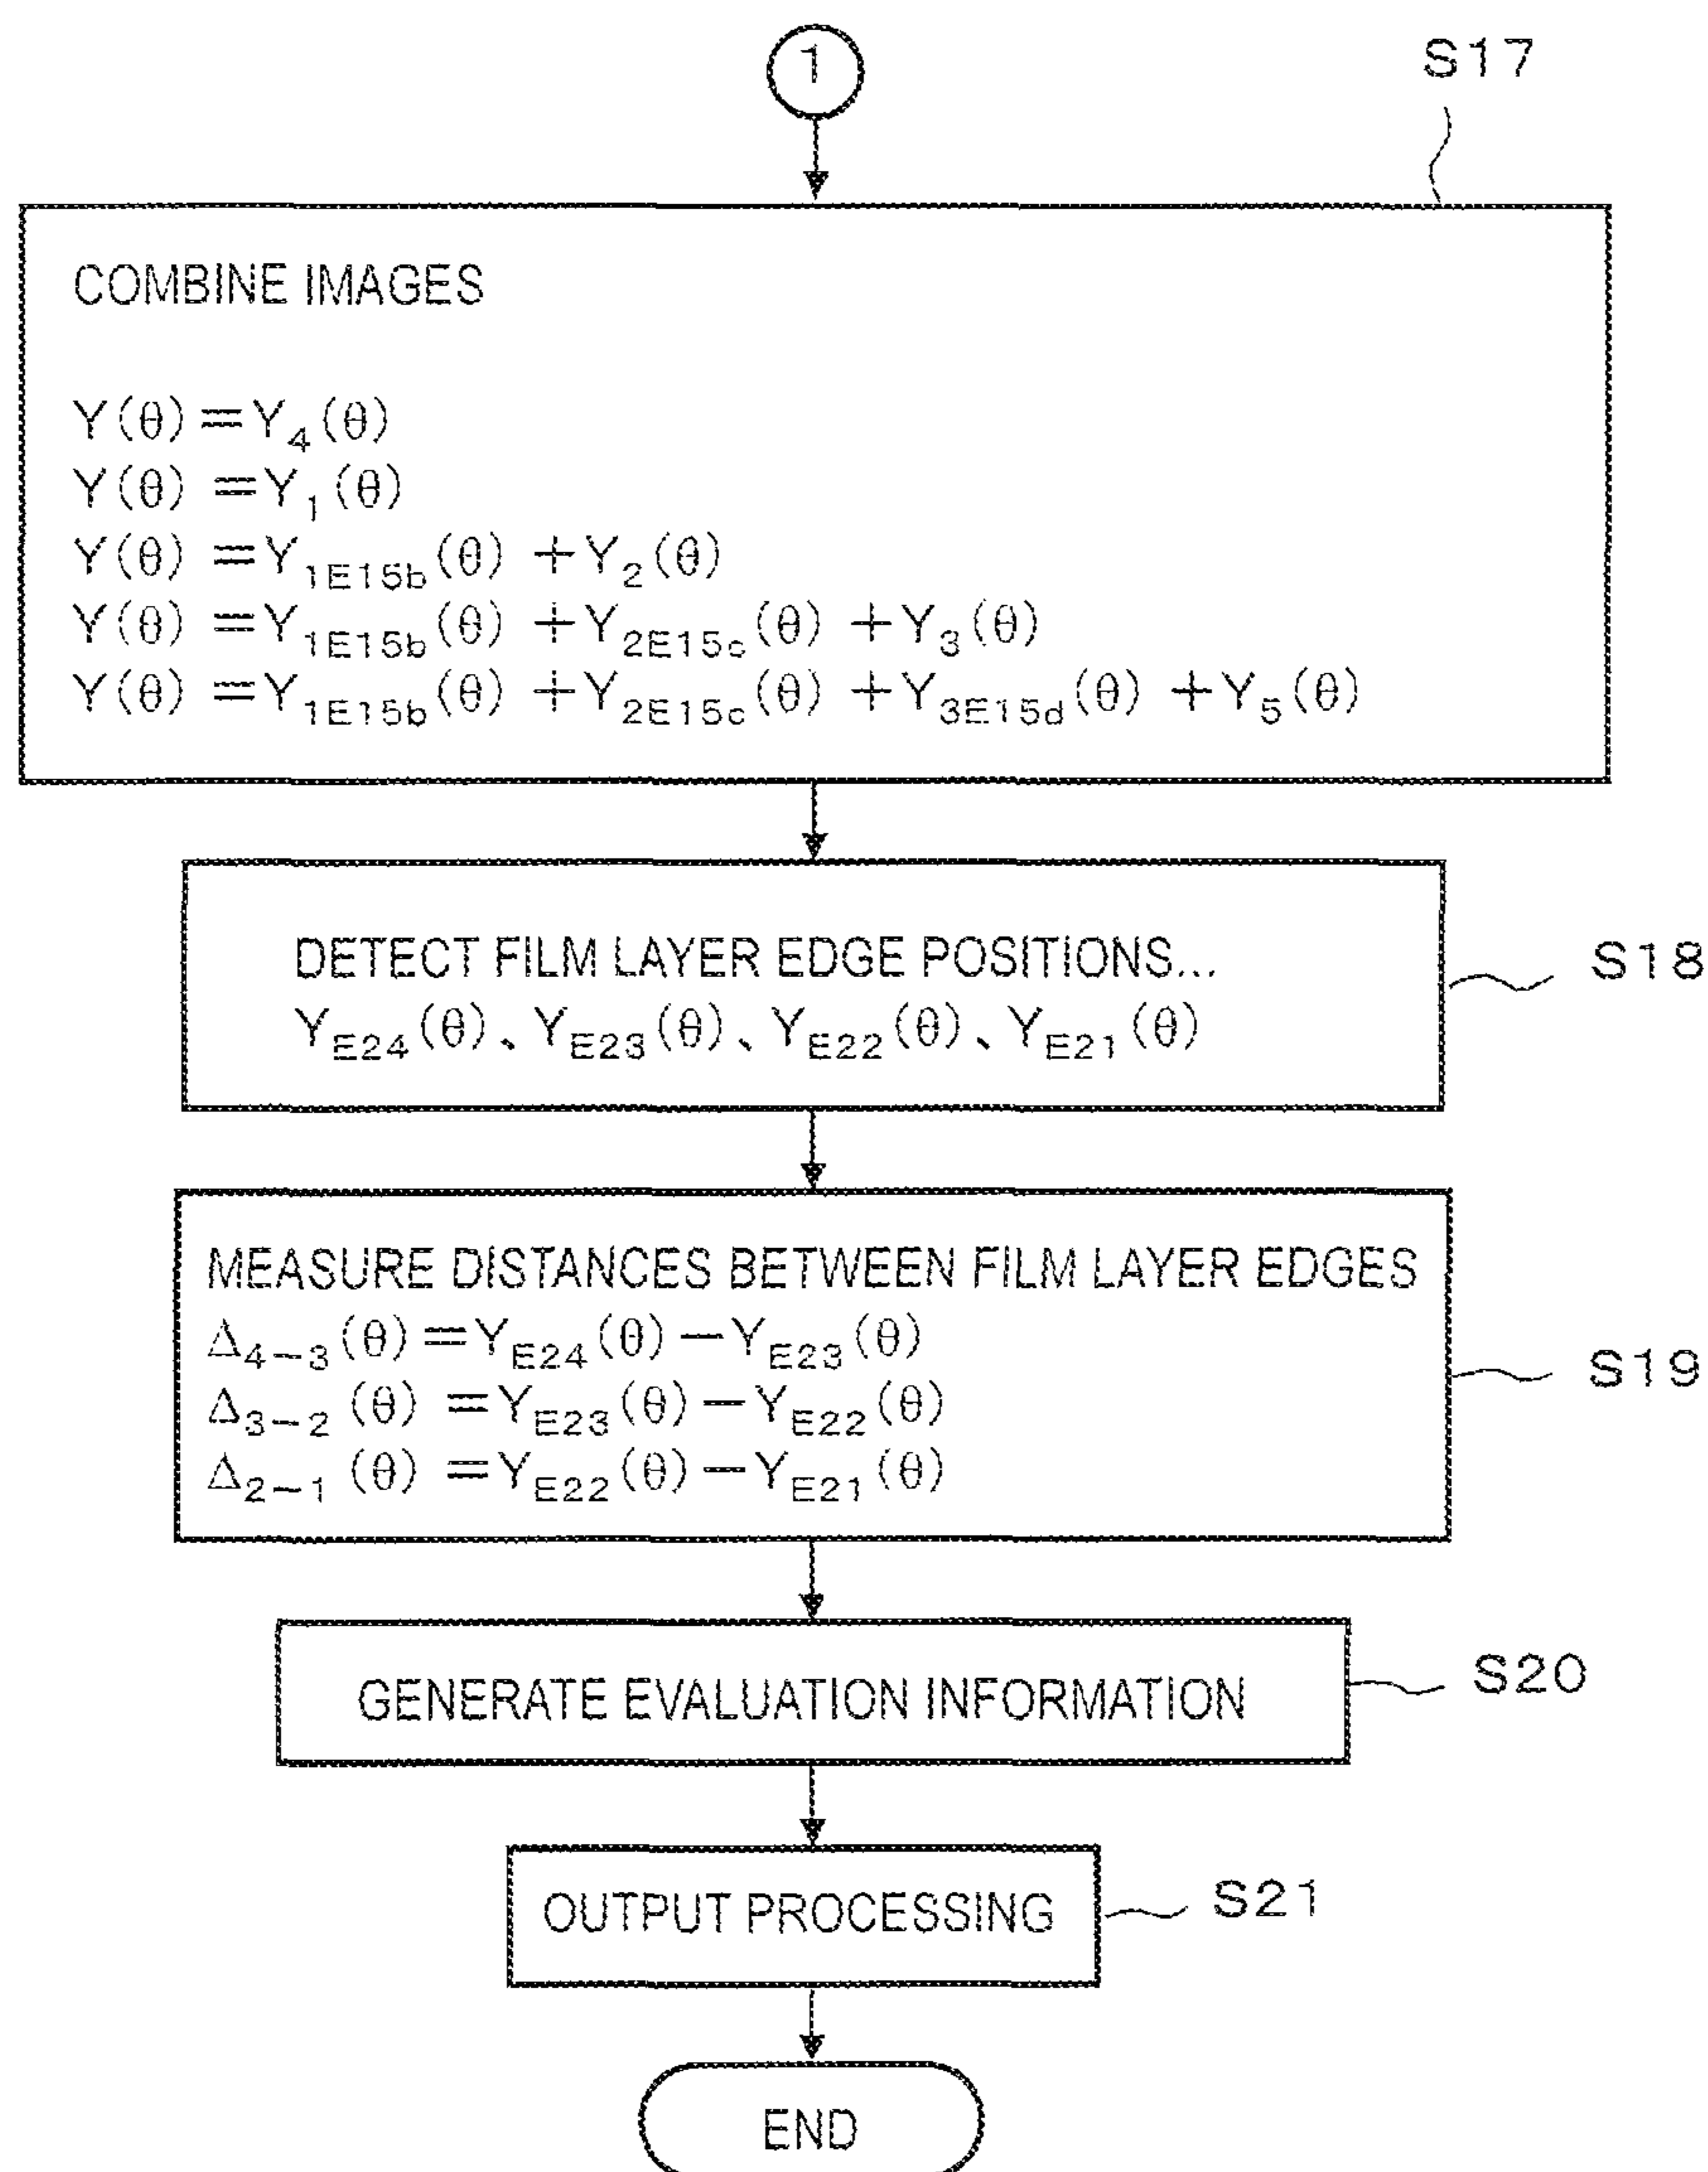 1
S17
COMBINE IMAGES
Y(θ)=Y₄(θ)
Y(θ)=Y₁(θ)
Y(θ)=Y₁E15b(θ)+Y₂(θ)
Y(θ)=Y₁E15b(θ)+Y₂E15c(θ)+Y₃(θ)
Y(θ)=Y₁E15b(θ)+Y₂E15c(θ)+Y₃E15d(θ)+Y₅(θ)
DETECT FILM LAYER EDGE POSITIONS...
S18
YE24(θ)、YE23(θ)、YE22(θ)、YE21(θ)
MEASURE DISTANCES BETWEEN FILM LAYER EDGES
Δ4−3(θ)=YE24(θ)−YE23(θ)
S19
Δ3−2(θ)=YE23(θ)−YE22(θ)
Δ2−1(θ)=YE22(θ)−YE21(θ)
GENERATE EVALUATION INFORMATION
S20
OUTPUT PROCESSING
S21
END